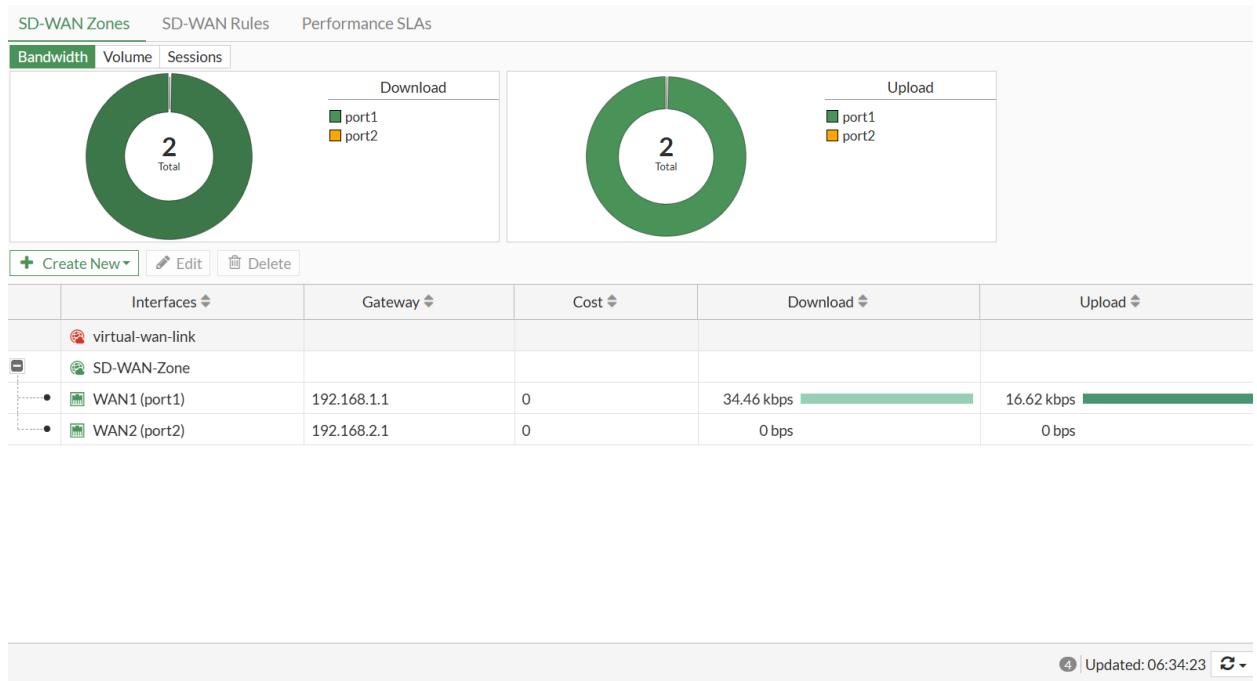 SD-WAN Zones SD-WAN Rules Performance SLAs
Bandwidth Volume Sessions
2
Total
Download
port1
port2
2
Total
Upload
port1
port2
Create New Edit Delete
Interfaces Gateway Cost Download Upload
virtual-wan-link
SD-WAN-Zone
WAN1 (port1) 192.168.1.1 0 34.46 kbps 16.62 kbps
WAN2 (port2) 192.168.2.1 0 0 bps 0 bps
4 Updated: 06:34:23